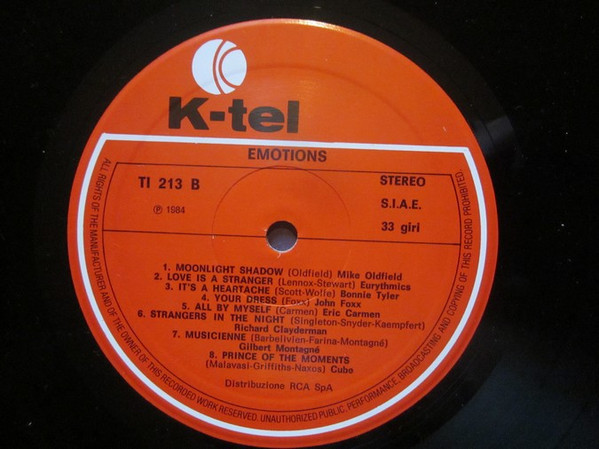 K-tel
EMOTIONS
TI 213 B
STEREO
℗ 1984
S.I.A.E.
33 giri
1. MOONLIGHT SHADOW (Oldfield) Mike Oldfield
2. LOVE IS A STRANGER (Lennox-Stewart) Eurythmics
3. IT'S A HEARTACHE (Scott-Wolfe) Bonnie Tyler
4. YOUR DRESS (Foxx) John Foxx
5. ALL BY MYSELF (Carmen) Eric Carmen
6. STRANGERS IN THE NIGHT (Singleton-Snyder-Kaempfert)
Richard Clayderman
7. MUSICIENNE (Barbelivien-Farina-Montagné)
Gilbert Montagné
8. PRINCE OF THE MOMENTS
(Malavasi-Griffiths-Naxos) Cubo
Distribuzione RCA SpA
ALL RIGHTS OF THE MANUFACTURER AND OF THE OWNER OF THIS RECORDED WORK RESERVED. UNAUTHORIZED PUBLIC, PERFORMANCE, BROADCASTING AND COPYING OF THIS RECORD PROHIBITED.